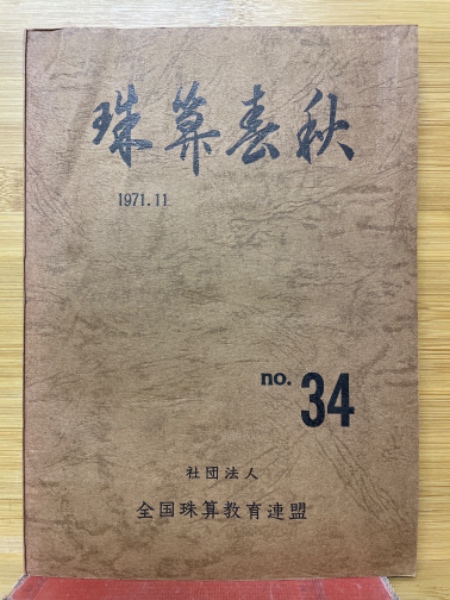 珠算春秋
1971.11
no. 34
社団法人
全国珠算教育連盟